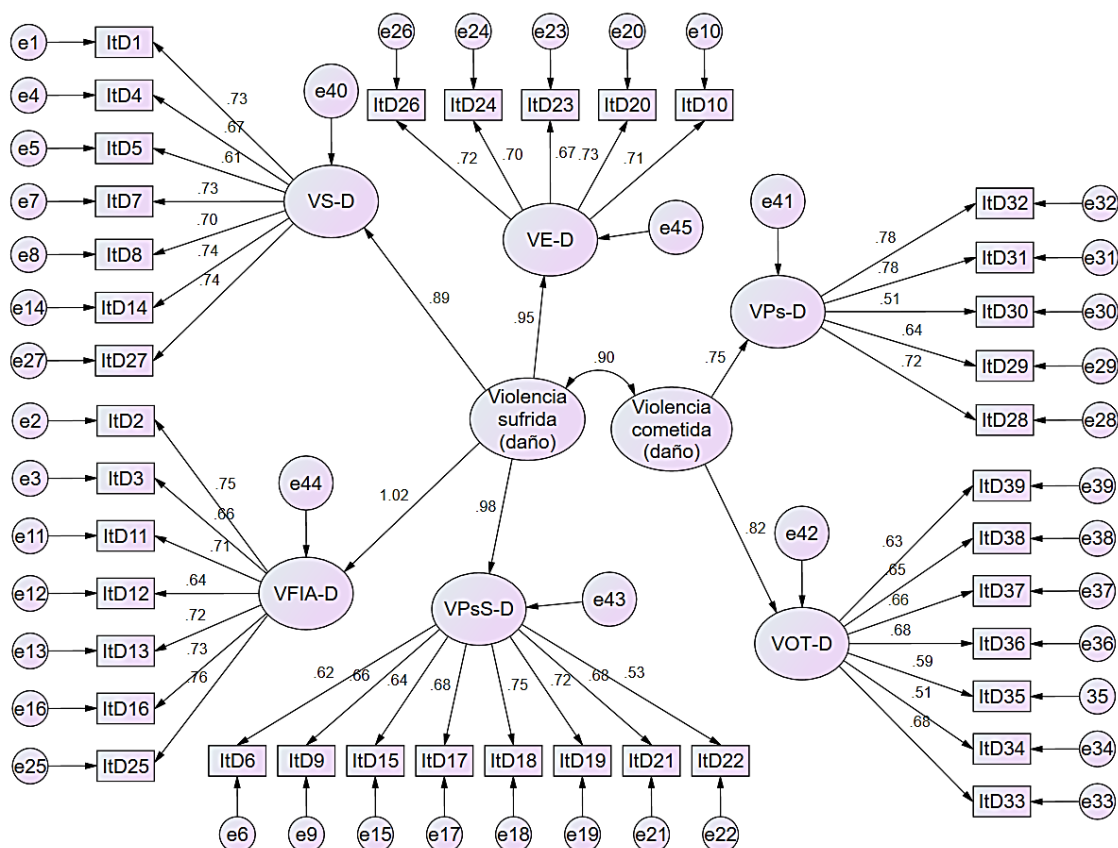 e26
e24
e23
e20
e10
e1
ItD1
e4
ItD4
e5
ItD5
e7
ItD7
e8
ItD8
e14
ItD14
e27
ItD27
.73
.67
.61
.73
.70
.74
.74
e40
VS-D
ItD26
ItD24
ItD23
ItD20
ItD10
.72
.70
.67
.73
.71
VE-D
e45
e41
VPs-D
ItD32
e32
ItD31
e31
ItD30
e30
ItD29
e29
ItD28
e28
.78
.78
.51
.64
.72
.89
.95
.90
.75
Violencia
sufrida
(daño)
Violencia
cometida
(daño)
1.02
.98
.82
e2
ItD2
e3
ItD3
e11
ItD11
e12
ItD12
e13
ItD13
e16
ItD16
e25
ItD25
.75
.66
.71
.64
.72
.73
.76
e44
VFIA-D
VPsS-D
e43
.62
.66
.64
.68
.75
.72
.68
.53
ItD6
ItD9
ItD15
ItD17
ItD18
ItD19
ItD21
ItD22
e6
e9
e15
e17
e18
e19
e21
e22
e42
VOT-D
.63
.65
.66
.68
.59
.51
.68
ItD39
e39
ItD38
e38
ItD37
e37
ItD36
e36
ItD35
35
ItD34
e34
ItD33
e33